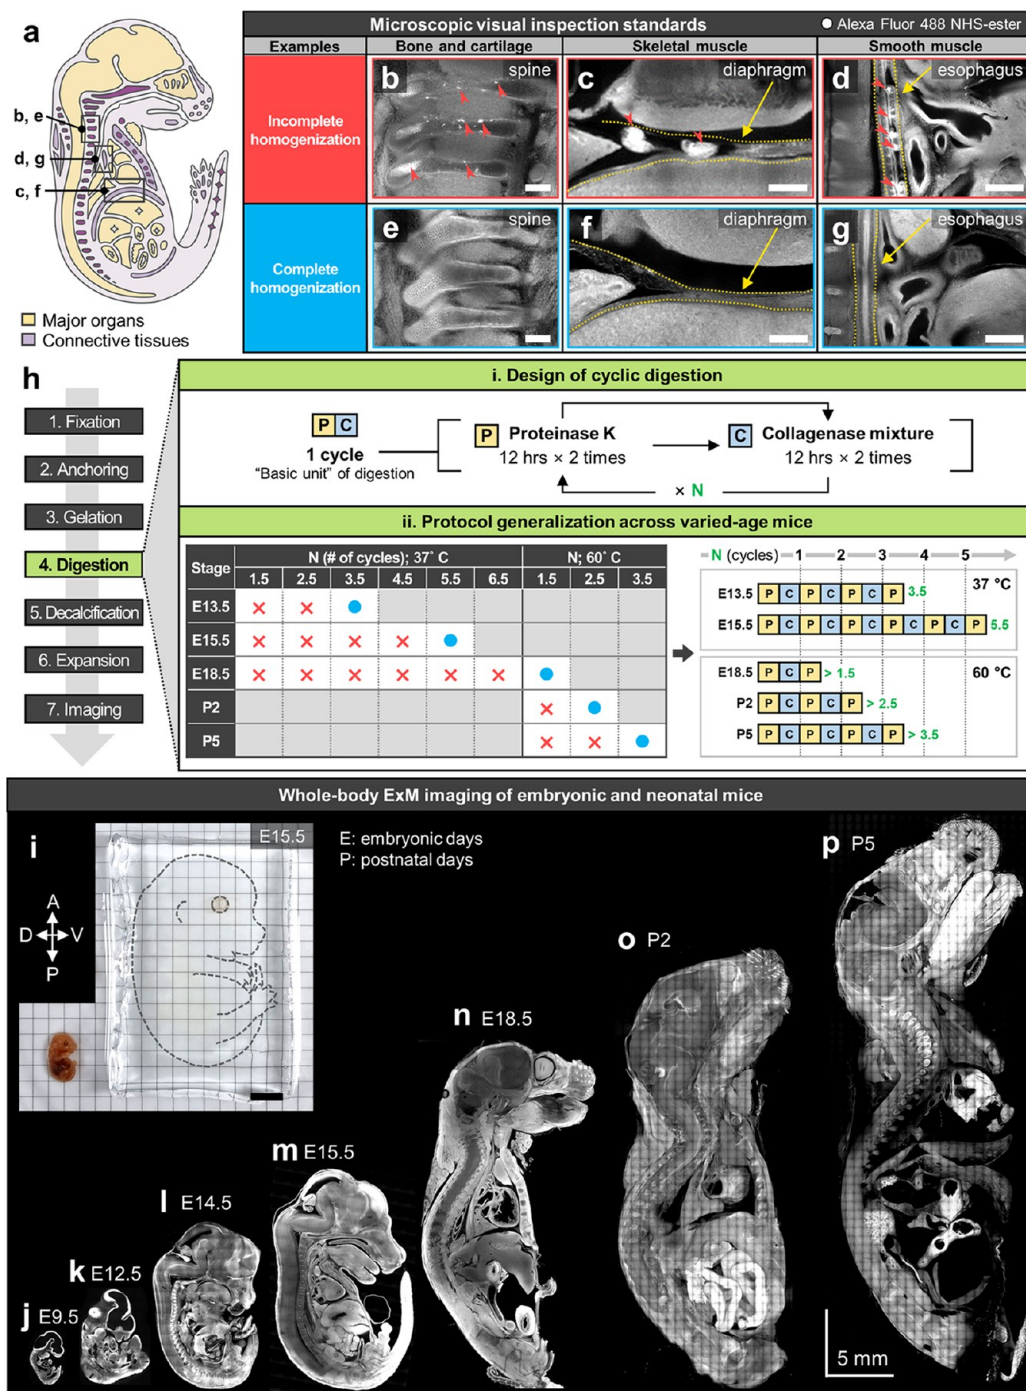 a
b, e
d, g
c, f
Major organs
Connective tissues
Microscopic visual inspection standards
Alexa Fluor 488 NHS-ester
Examples
Bone and cartilage
Skeletal muscle
Smooth muscle
Incomplete
homogenization
b
spine
c
diaphragm
d
esophagus
Complete
homogenization
e
spine
f
diaphragm
g
esophagus
h
1. Fixation
2. Anchoring
3. Gelation
4. Digestion
5. Decalcification
6. Expansion
7. Imaging
i. Design of cyclic digestion
P C
1 cycle
"Basic unit" of digestion
P Proteinase K
12 hrs × 2 times
C Collagenase mixture
12 hrs × 2 times
× N
ii. Protocol generalization across varied-age mice
Stage
N (# of cycles); 37˚ C
N; 60˚ C
1.5 2.5 3.5 4.5 5.5 6.5 1.5 2.5 3.5
E13.5
E15.5
E18.5
P2
P5
N (cycles) 1 2 3 4 5
37 °C
E13.5 P C P C P C P 3.5
E15.5 P C P C P C P C P C P 5.5
60 °C
E18.5 P C P > 1.5
P2 P C P C P > 2.5
P5 P C P C P C P > 3.5
Whole-body ExM imaging of embryonic and neonatal mice
i
E15.5
A
D V
P
E: embryonic days
P: postnatal days
j E9.5
k E12.5
l E14.5
m E15.5
n E18.5
o P2
p P5
5 mm